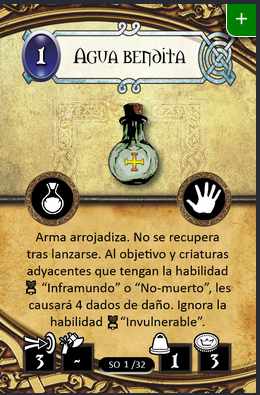 +
1
Agua bendita
Arma arrojadiza. No se recupera
tras lanzarse. Al objetivo y criaturas
adyacentes que tengan la habilidad
“Inframundo” o “No-muerto”, les
causará 4 dados de daño. Ignora la
habilidad “Invulnerable”.
3 - SO 1/32 1 3